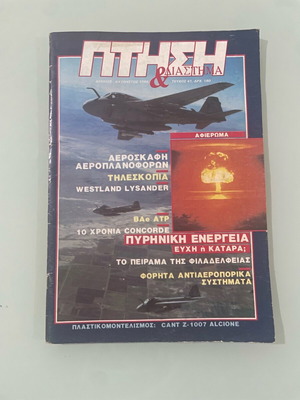 ΠΤΗΣΗ
& ΔΙΑΣΤΗΜΑ
ΑΦΙΕΡΩΜΑ
ΑΕΡΟΣΚΑΦΗ
ΑΕΡΟΠΛΑΝΟΦΟΡΩΝ
ΤΗΛΕΣΚΟΠΙΑ
WESTLAND LYSANDER
BAe ATP
10 ΧΡΟΝΙΑ CONCORDE
ΠΥΡΗΝΙΚΗ ΕΝΕΡΓΕΙΑ
ΕΥΧΗ ή ΚΑΤΑΡΑ;
ΤΟ ΠΕΙΡΑΜΑ ΤΗΣ ΦΙΛΑΔΕΛΦΕΙΑΣ
ΦΟΡΗΤΑ ΑΝΤΙΑΕΡΟΠΟΡΙΚΑ
ΣΥΣΤΗΜΑΤΑ
ΠΛΑΣΤΙΚΟΜΟΝΤΕΛΙΣΜΟΣ: CANT Z-1007 ALCIONE